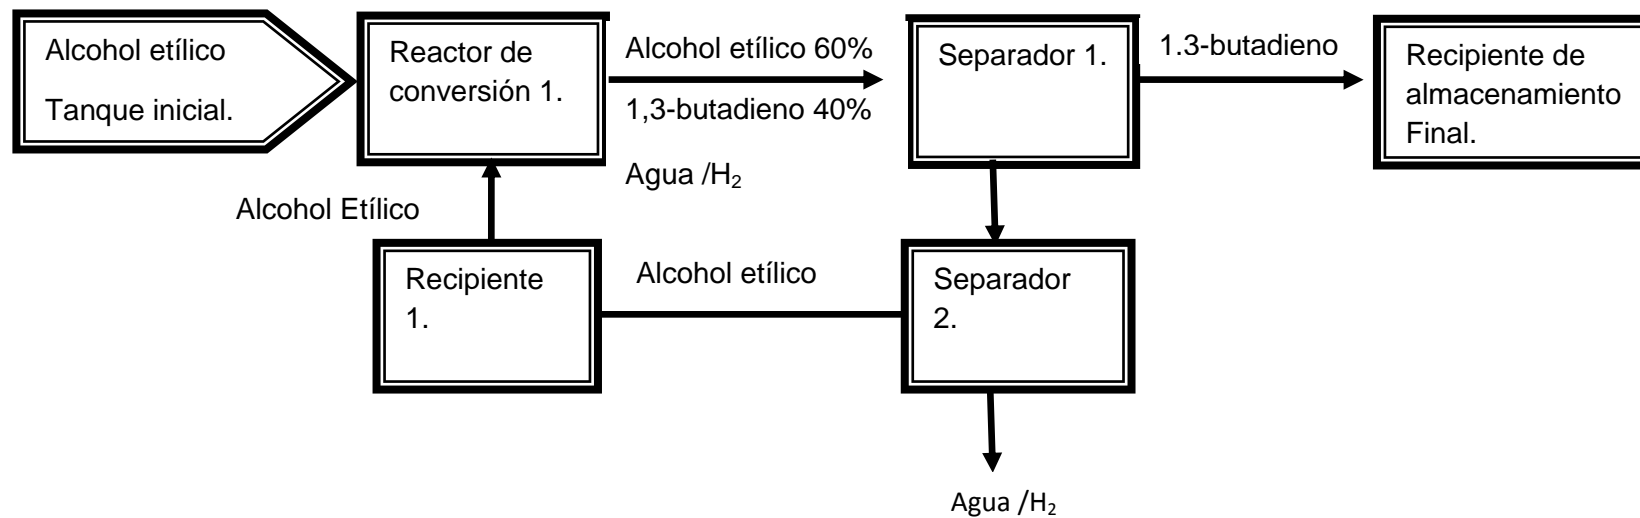 Alcohol etílico
Tanque inicial.
Reactor de
conversión 1.
Alcohol etílico 60%
1,3-butadieno 40%
Agua /H₂
Separador 1.
1.3-butadieno
Recipiente de
almacenamiento
Final.
Alcohol Etílico
Recipiente
1.
Alcohol etílico
Separador
2.
Agua /H₂